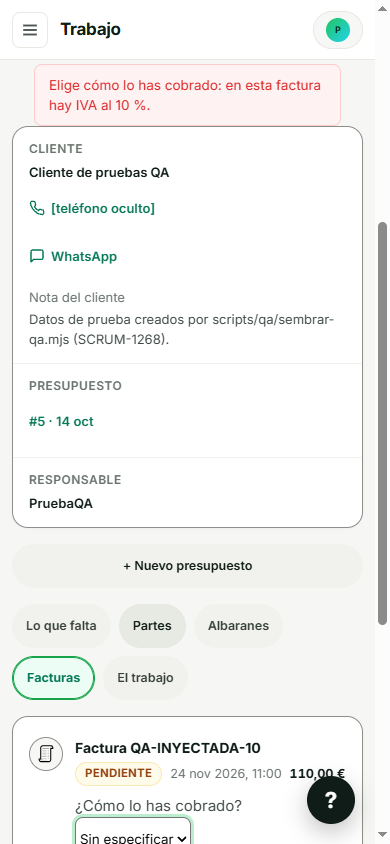 Trabajo
P
Elige cómo lo has cobrado: en esta factura
hay IVA al 10 %.
CLIENTE
Cliente de pruebas QA
[teléfono oculto]
WhatsApp
Nota del cliente
Datos de prueba creados por scripts/qa/sembrar-
qa.mjs (SCRUM-1268).
PRESUPUESTO
#5 · 14 oct
RESPONSABLE
PruebaQA
+ Nuevo presupuesto
Lo que falta
Partes
Albaranes
Facturas
El trabajo
Factura QA-INYECTADA-10
PENDIENTE 24 nov 2026, 11:00 110,00 €
¿Cómo lo has cobrado?
?
Sin especificar